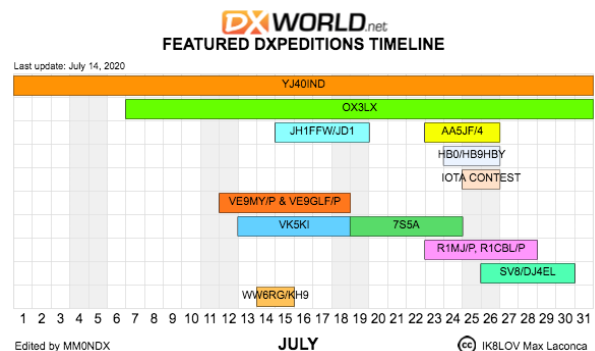 DXWORLD.net
FEATURED DXPEDITIONS TIMELINE
Last update: July 14, 2020
YJ40IND
OX3LX
JH1FFW/JD1 AA5JF/4
HB0/HB9HBY
IOTA CONTEST
VE9MY/P & VE9GLF/P
VK5KI 7S5A
R1MJ/P, R1CBL/P
SV8/DJ4EL
WW6RG/KH9
1 2 3 4 5 6 7 8 9 10 11 12 13 14 15 16 17 18 19 20 21 22 23 24 25 26 27 28 29 30 31
Edited by MM0NDX JULY cc IK8LOV Max Laconca